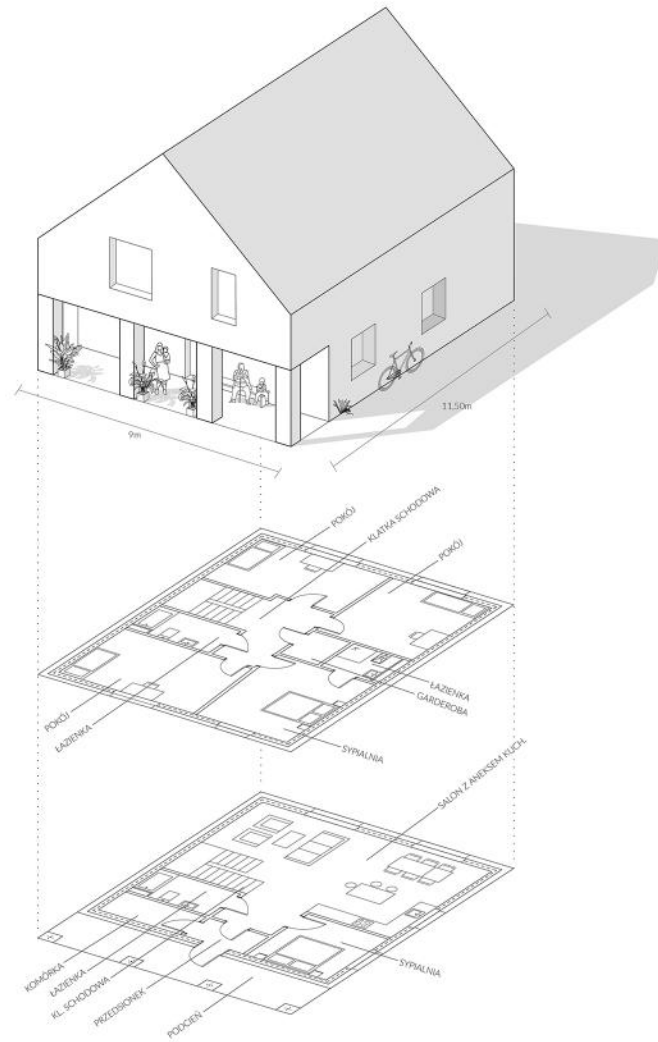 9m
11,50m
POKÓJ
KLATKA SCHODOWA
POKÓJ
ŁAZIENKA
GARDEROBA
POKÓJ
ŁAZIENKA
SYPIALNIA
SALON Z ANEKSEM KUCH.
KOMÓRKA
ŁAZIENKA
KL. SCHODOWA
PRZEDSIONEK
PODCIEŃ
SYPIALNIA